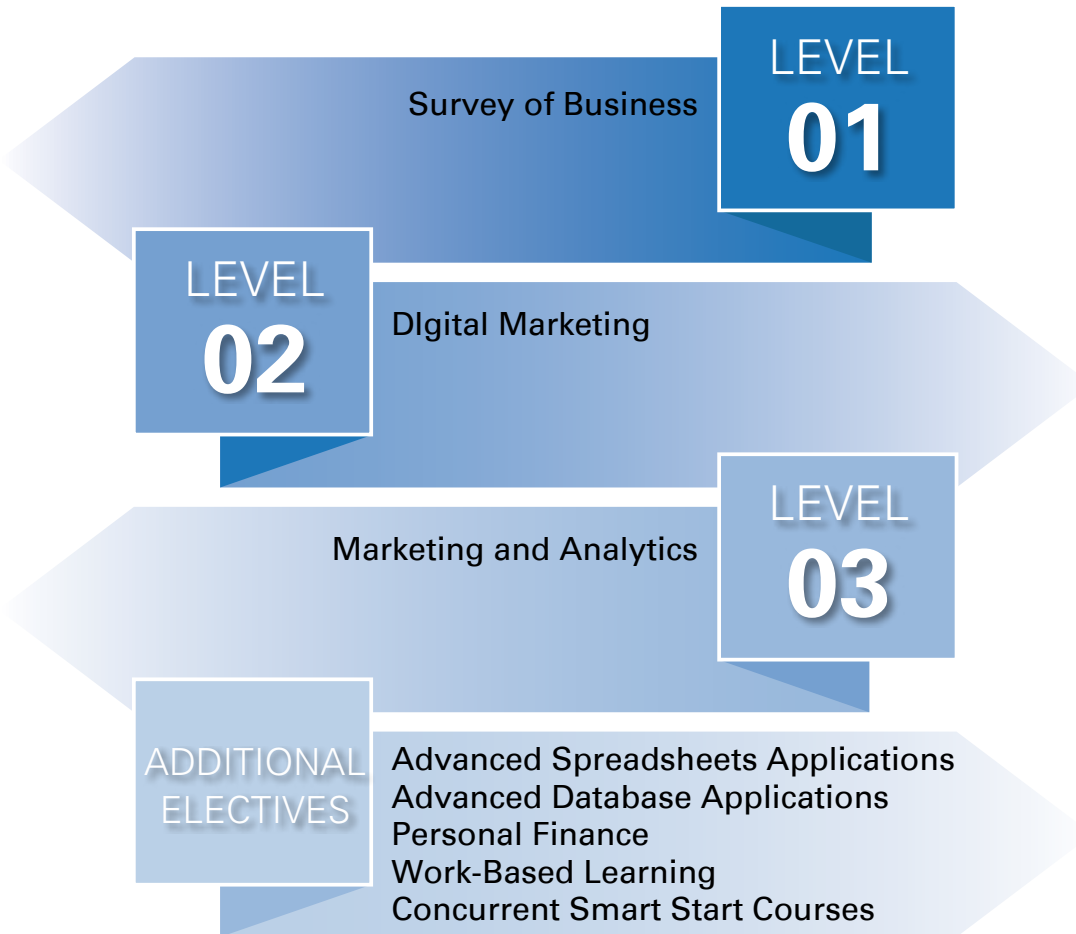 Survey of Business
LEVEL
01
LEVEL
02
DIgital Marketing
Marketing and Analytics
LEVEL
03
ADDITIONAL
ELECTIVES
Advanced Spreadsheets Applications
Advanced Database Applications
Personal Finance
Work-Based Learning
Concurrent Smart Start Courses